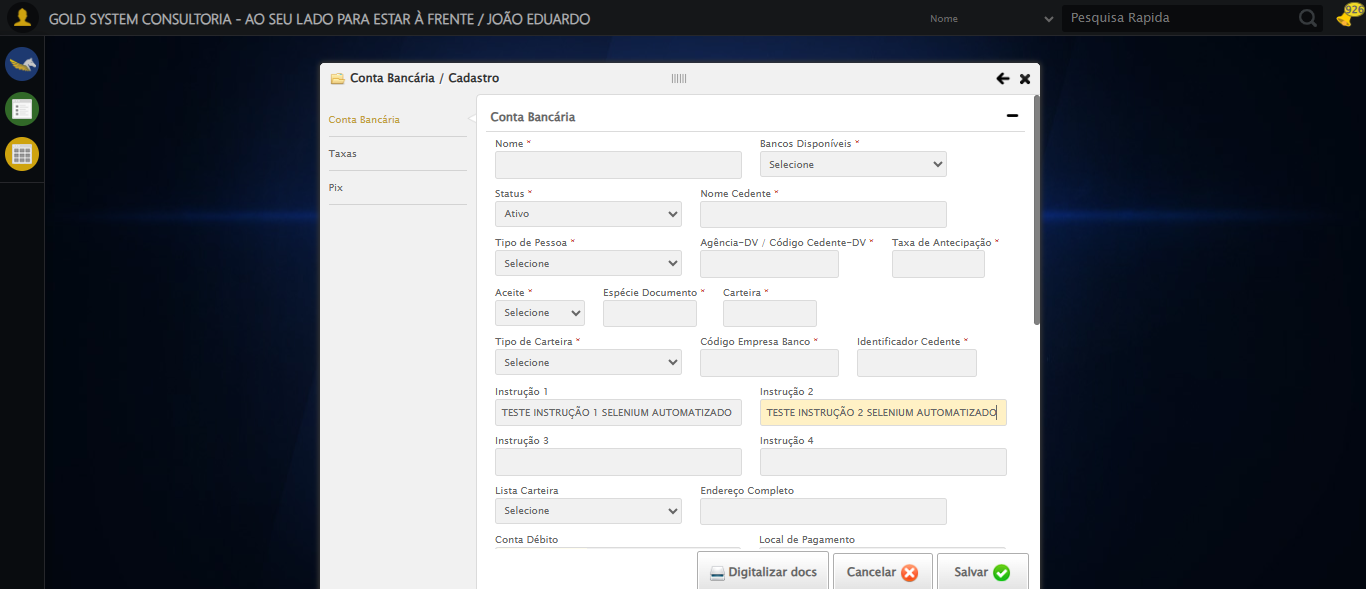 GOLD SYSTEM CONSULTORIA - AO SEU LADO PARA ESTAR À FRENTE / JOÃO EDUARDO
Nome
Pesquisa Rapida
926
Conta Bancária / Cadastro
Conta Bancária
Taxas
Pix
Conta Bancária
Nome *
Bancos Disponíveis *
Selecione
Status *
Nome Cedente *
Ativo
Tipo de Pessoa *
Agência-DV / Código Cedente-DV *
Taxa de Antecipação *
Selecione
Aceite *
Espécie Documento *
Carteira *
Selecione
Tipo de Carteira *
Código Empresa Banco *
Identificador Cedente *
Selecione
Instrução 1
Instrução 2
TESTE INSTRUÇÃO 1 SELENIUM AUTOMATIZADO
TESTE INSTRUÇÃO 2 SELENIUM AUTOMATIZADO
Instrução 3
Instrução 4
Lista Carteira
Endereço Completo
Selecione
Conta Débito
Local de Pagamento
Digitalizar docs
Cancelar
Salvar